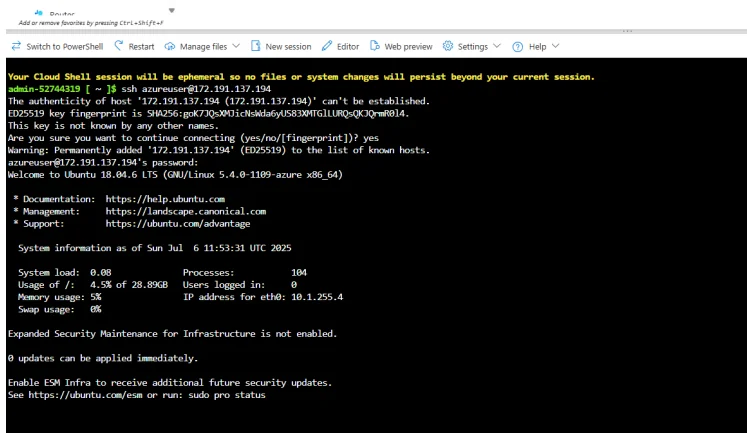 Router
Add or remove favorites by pressing Ctrl+Shift+F
Switch to PowerShell Restart Manage files New session Editor Web preview Settings Help
Your Cloud Shell session will be ephemeral so no files or system changes will persist beyond your current session.
admin-52744319 [ ~ ]$ ssh azureuser@172.191.137.194
The authenticity of host '172.191.137.194 (172.191.137.194)' can't be established.
ED25519 key fingerprint is SHA256:goK7JQsXMJicNsWda6yUS83XMTGlLURQsQKJQrmR0l4.
This key is not known by any other names.
Are you sure you want to continue connecting (yes/no/[fingerprint])? yes
Warning: Permanently added '172.191.137.194' (ED25519) to the list of known hosts.
azureuser@172.191.137.194's password:
Welcome to Ubuntu 18.04.6 LTS (GNU/Linux 5.4.0-1109-azure x86_64)
* Documentation: https://help.ubuntu.com
* Management: https://landscape.canonical.com
* Support: https://ubuntu.com/advantage
System information as of Sun Jul 6 11:53:31 UTC 2025
System load: 0.08 Processes: 104
Usage of /: 4.5% of 28.89GB Users logged in: 0
Memory usage: 5% IP address for eth0: 10.1.255.4
Swap usage: 0%
Expanded Security Maintenance for Infrastructure is not enabled.
0 updates can be applied immediately.
Enable ESM Infra to receive additional future security updates.
See https://ubuntu.com/esm or run: sudo pro status